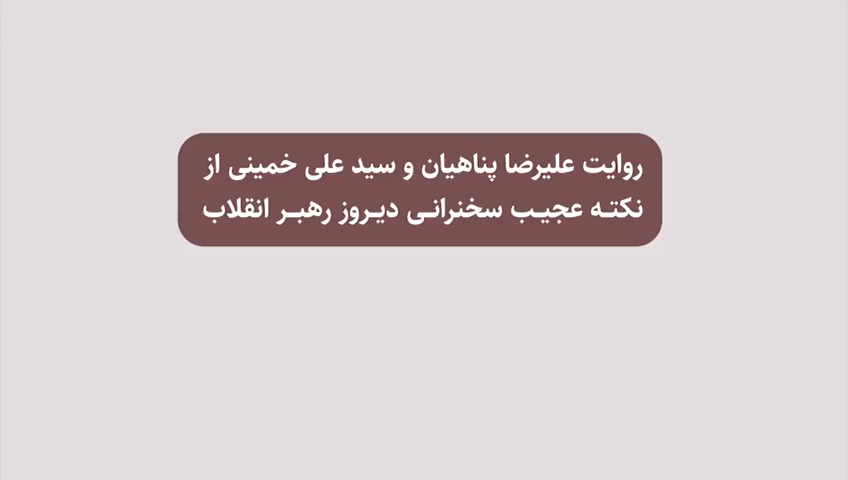 روایت علیرضا پناهیان و سید علی خمینی از
نکته عجیب سخنرانی دیروز رهبر انقلاب